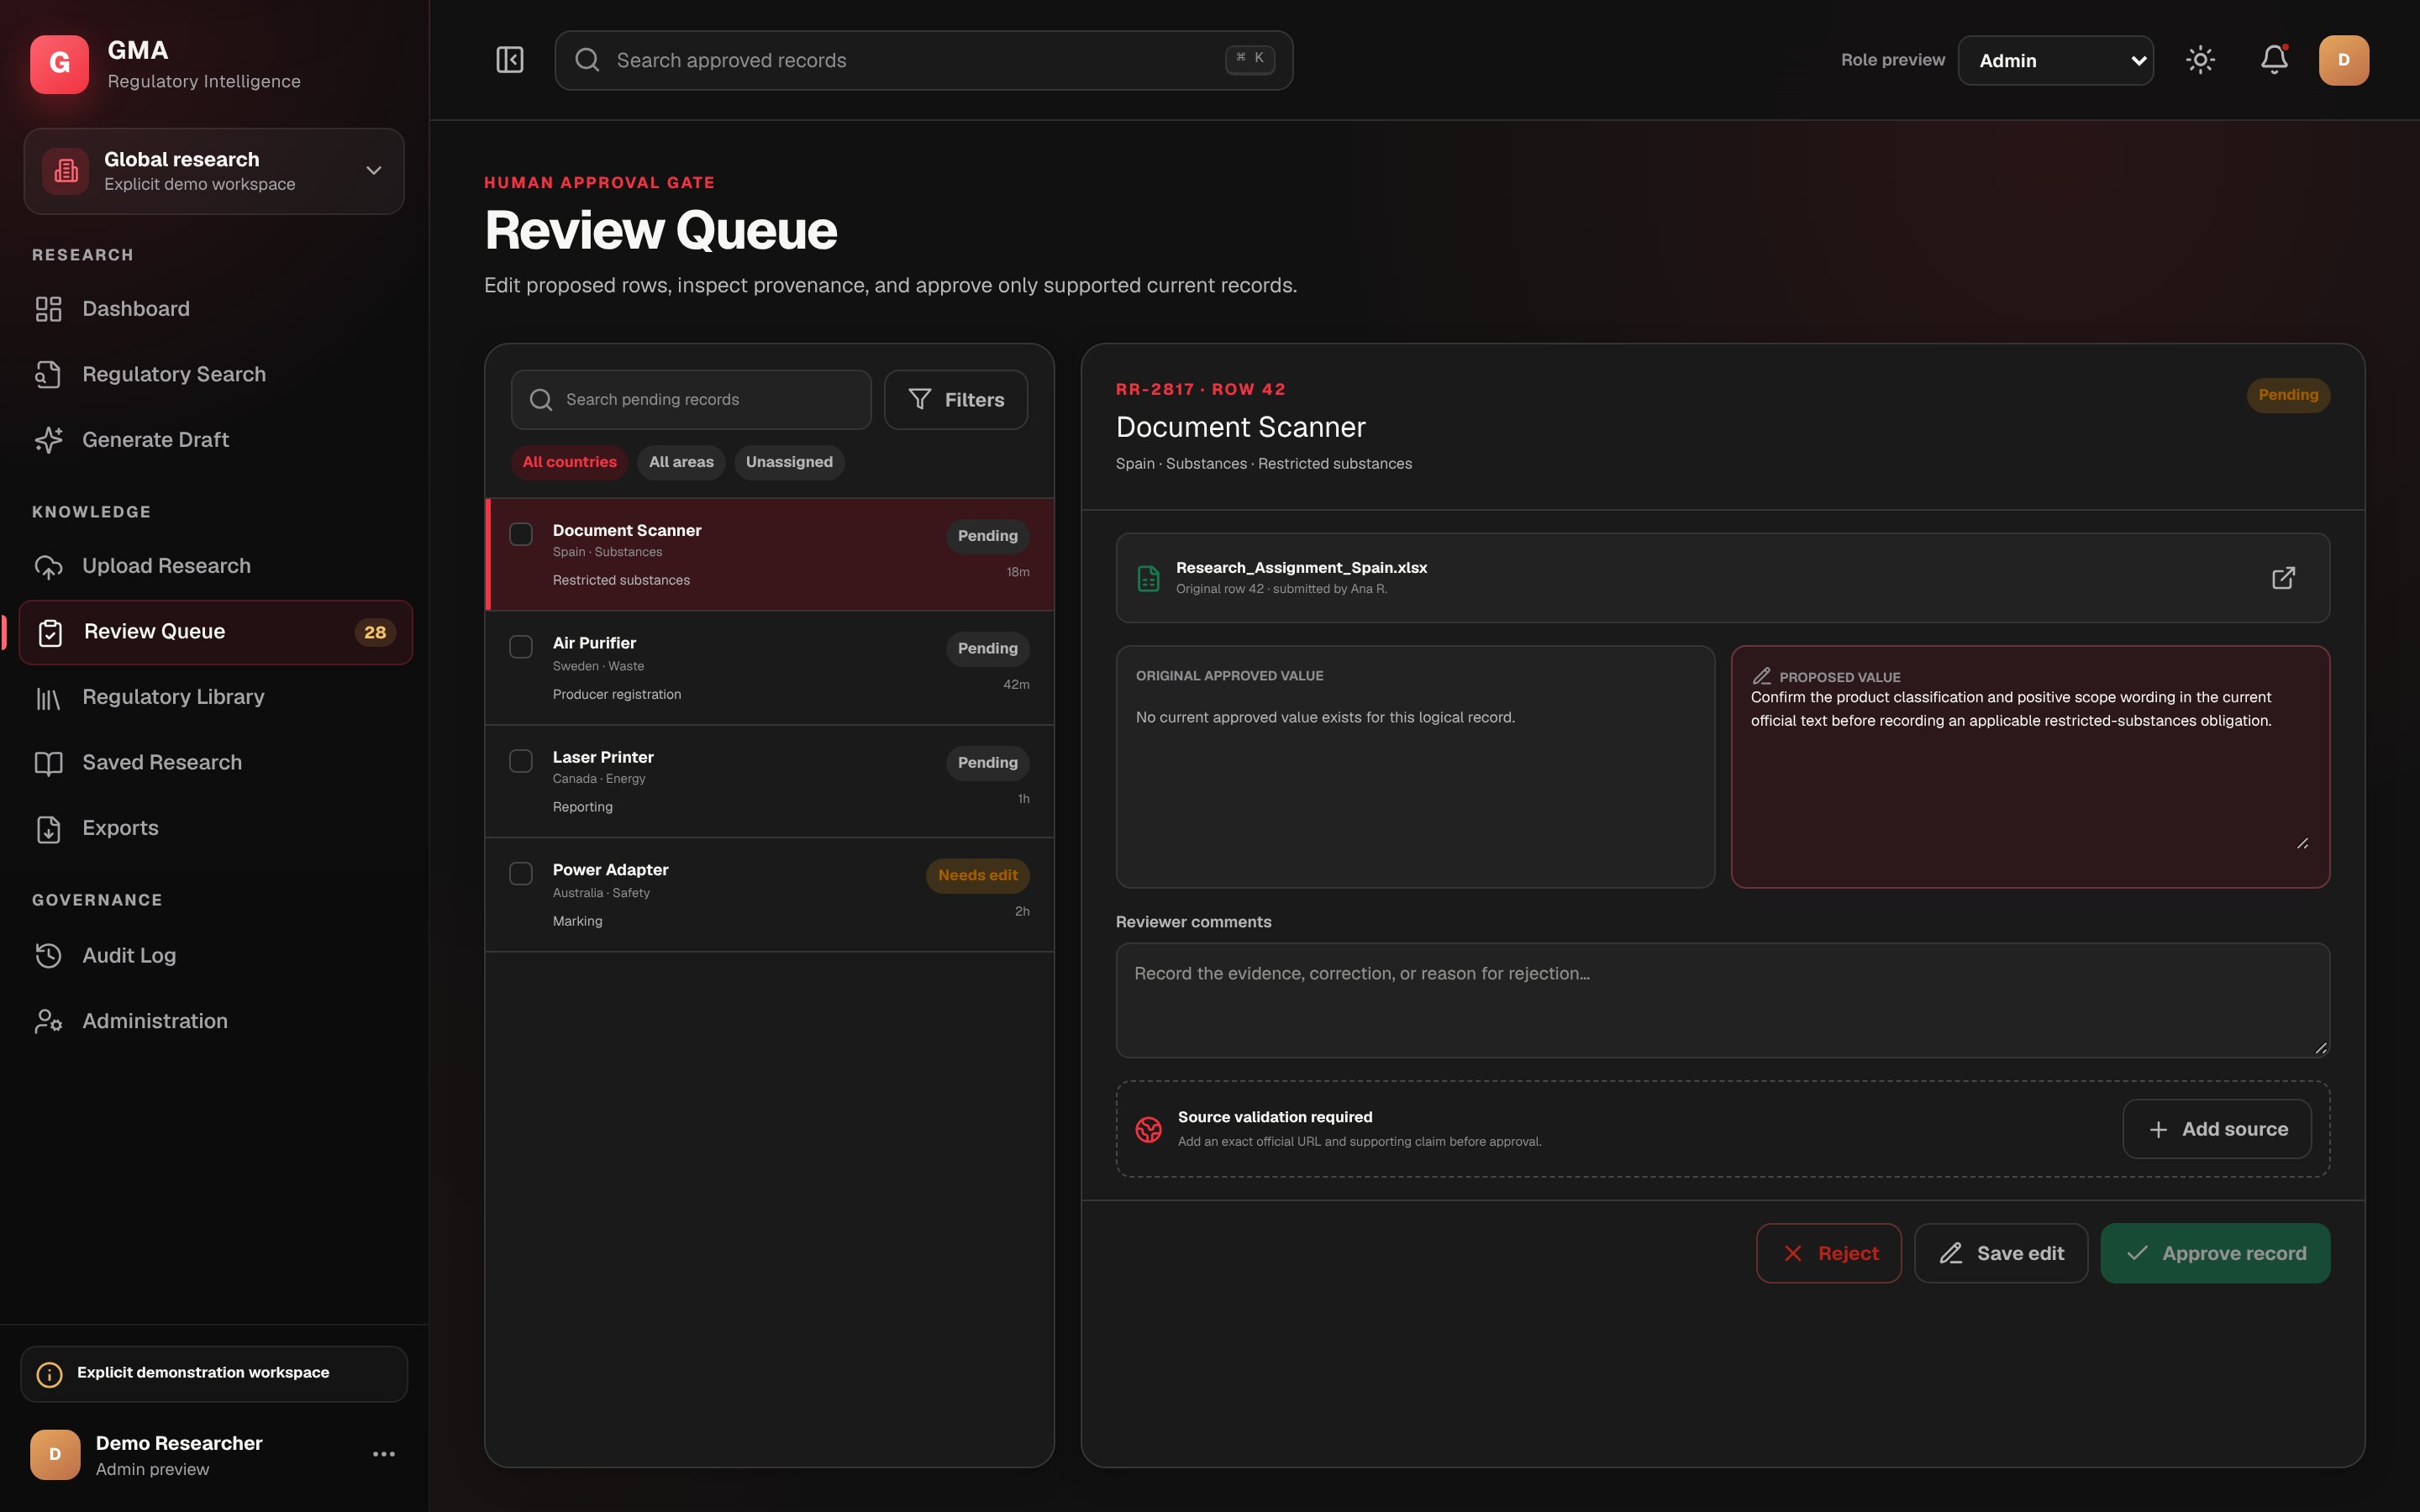 G
GMA
Regulatory Intelligence
Global research
Explicit demo workspace
RESEARCH
Dashboard
Regulatory Search
Generate Draft
KNOWLEDGE
Upload Research
Review Queue
28
Regulatory Library
Saved Research
Exports
GOVERNANCE
Audit Log
Administration
Explicit demonstration workspace
D
Demo Researcher
Admin preview
Search approved records
⌘ K
Role preview
Admin
D
HUMAN APPROVAL GATE
Review Queue
Edit proposed rows, inspect provenance, and approve only supported current records.
Search pending records
Filters
All countries
All areas
Unassigned
Document Scanner
Pending
Spain · Substances
18m
Restricted substances
Air Purifier
Pending
Sweden · Waste
42m
Producer registration
Laser Printer
Pending
Canada · Energy
1h
Reporting
Power Adapter
Needs edit
Australia · Safety
2h
Marking
RR-2817 · ROW 42
Pending
Document Scanner
Spain · Substances · Restricted substances
Research_Assignment_Spain.xlsx
Original row 42 · submitted by Ana R.
ORIGINAL APPROVED VALUE
No current approved value exists for this logical record.
PROPOSED VALUE
Confirm the product classification and positive scope wording in the current
official text before recording an applicable restricted-substances obligation.
Reviewer comments
Record the evidence, correction, or reason for rejection...
Source validation required
Add an exact official URL and supporting claim before approval.
Add source
Reject
Save edit
Approve record